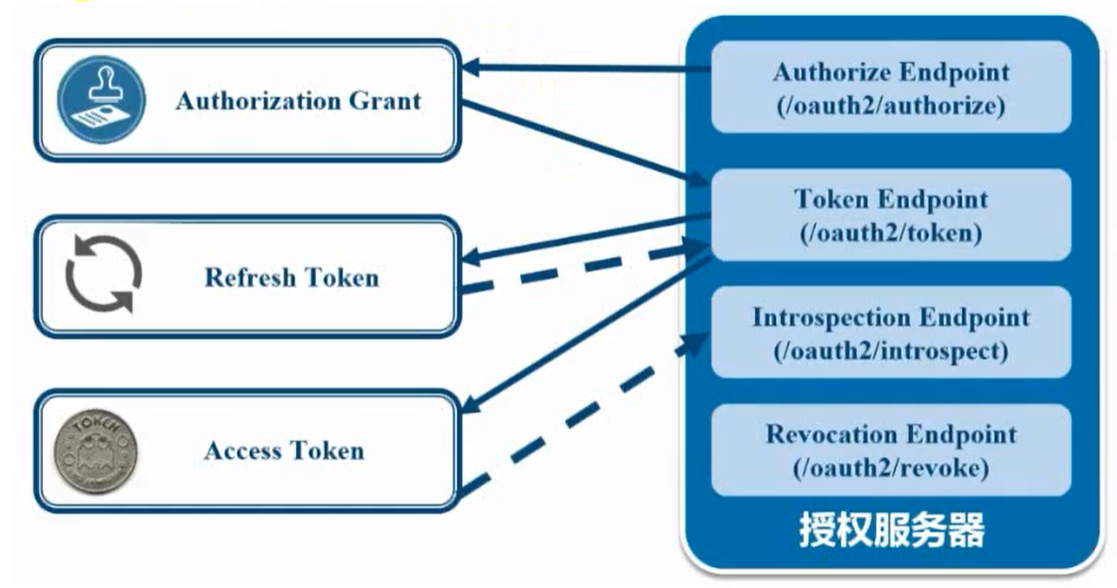 Authorization Grant
Refresh Token
TOKEN
Access Token
Authorize Endpoint
(/oauth2/authorize)
Token Endpoint
(/oauth2/token)
Introspection Endpoint
(/oauth2/introspect)
Revocation Endpoint
(/oauth2/revoke)
授权服务器